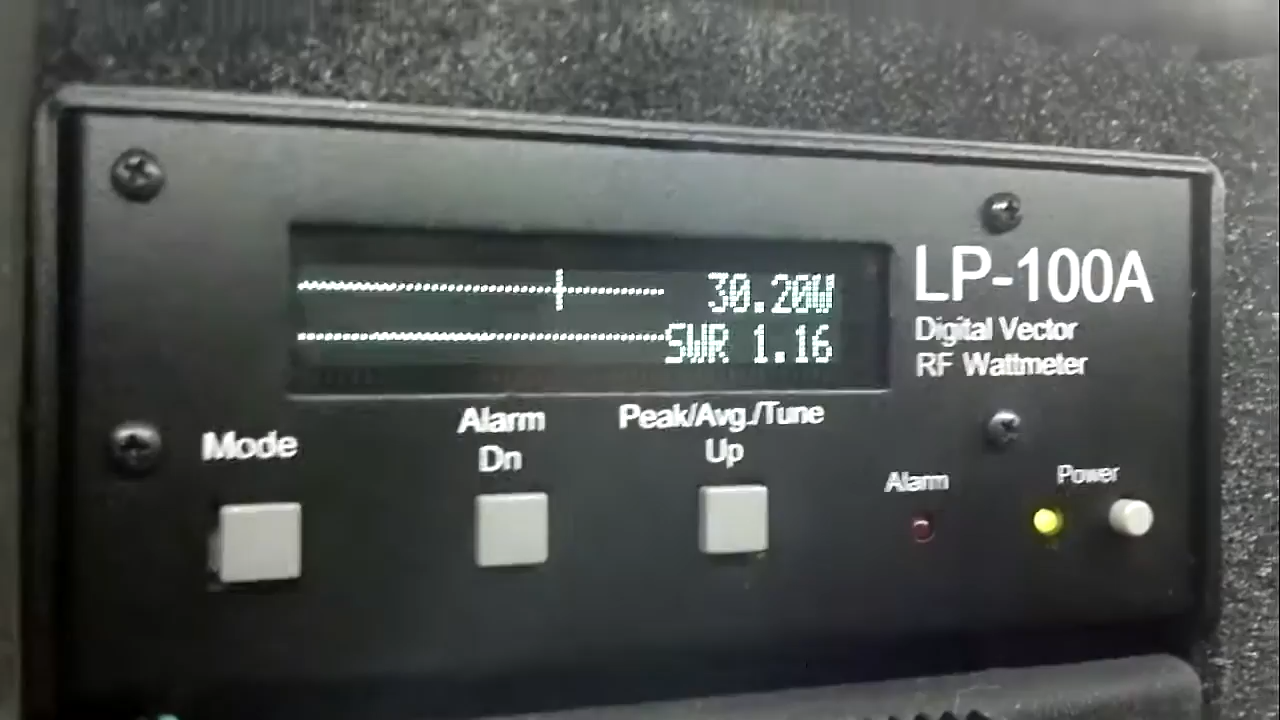 30.20W
SWR 1.16
LP-100A
Digital Vector
RF Wattmeter
Mode
Alarm
Dn
Peak/Avg./Tune
Up
Alarm
Power